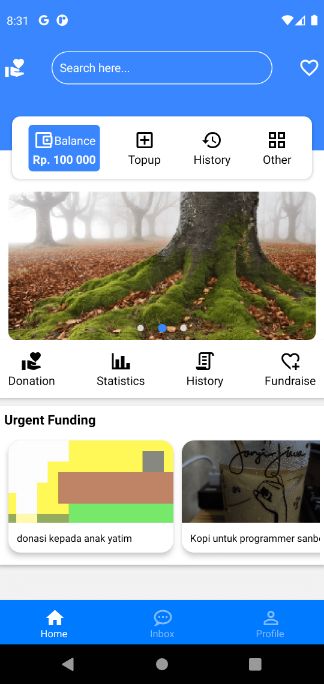 8:31
Search here...
Balance
Rp. 100 000
Topup
History
Other
Donation
Statistics
History
Fundraise
Urgent Funding
donasi kepada anak yatim
Kopi untuk programmer
Home
Inbox
Profile